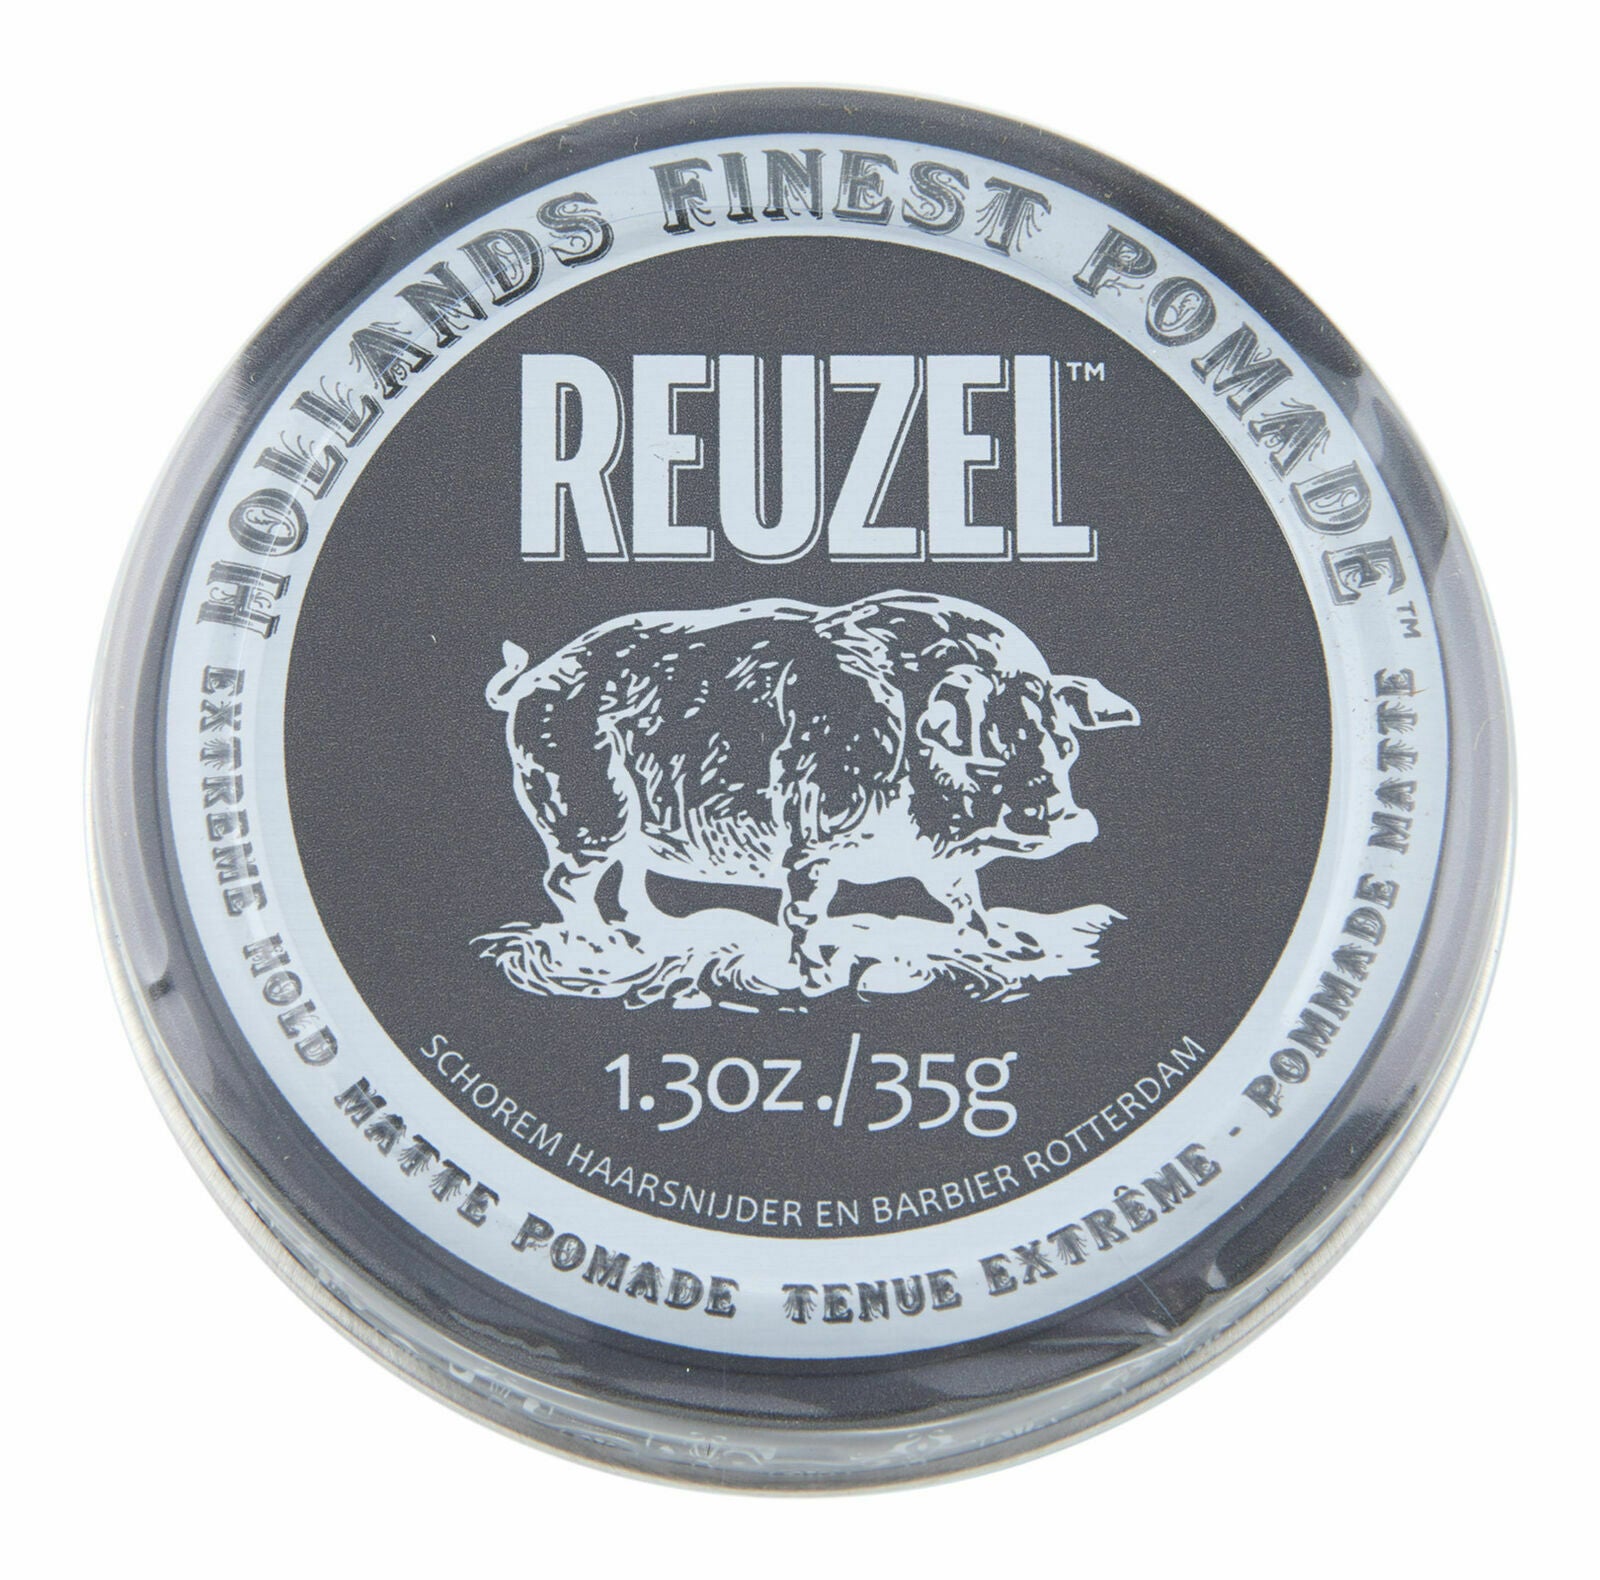 HOLLANDS FINEST POMADE™
REUZEL™
1.3oz./35g
SCHOREM HAARSNIJDER EN BARBIER ROTTERDAM
EXTREME HOLD MATTE POMADE
TENUE EXTRÊME - POMMADE MATTE